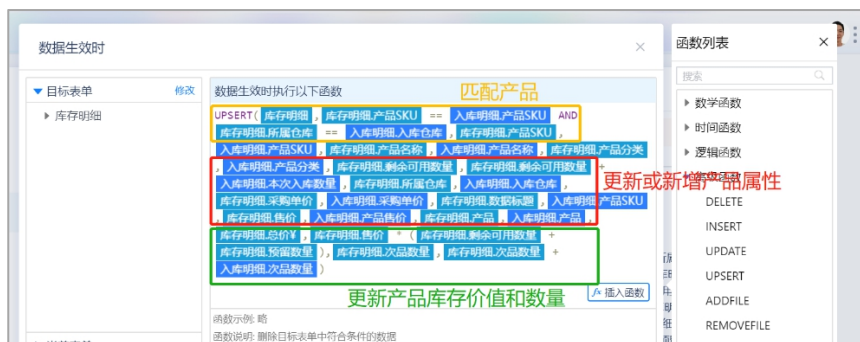 数据生效时
×
函数列表
×
目标表单
修改
库存明细
数据生效时执行以下函数
匹配产品
UPSERT( 库存明细 , 库存明细.产品SKU == 入库明细.产品SKU AND
库存明细.所属仓库 == 入库明细.入库仓库 , 库存明细.产品SKU ,
入库明细.产品SKU , 库存明细.产品名称 , 入库明细.产品名称 , 库存明细.产品分类
, 入库明细.产品分类 , 库存明细.剩余可用数量 , 库存明细.剩余可用数量 +
入库明细.本次入库数量 , 库存明细.所属仓库 , 入库明细.入库仓库 ,
库存明细.采购单价 , 入库明细.采购单价 , 库存明细.数据标题 , 入库明细.产品SKU
, 库存明细.售价 , 入库明细.产品售价 , 库存明细.产品 , 入库明细.产品 ,
库存明细.总价¥ , 库存明细.售价 * ( 库存明细.剩余可用数量 +
库存明细.预留数量 ), 库存明细.次品数量 , 库存明细.次品数量 +
入库明细.次品数量 )
更新或新增产品属性
更新产品库存价值和数量
插入函数
函数示例: 略
函数说明: 删除目标表单中符合条件的数据
搜索
数学函数
时间函数
逻辑函数
DELETE
INSERT
UPDATE
UPSERT
ADDFILE
REMOVEFILE